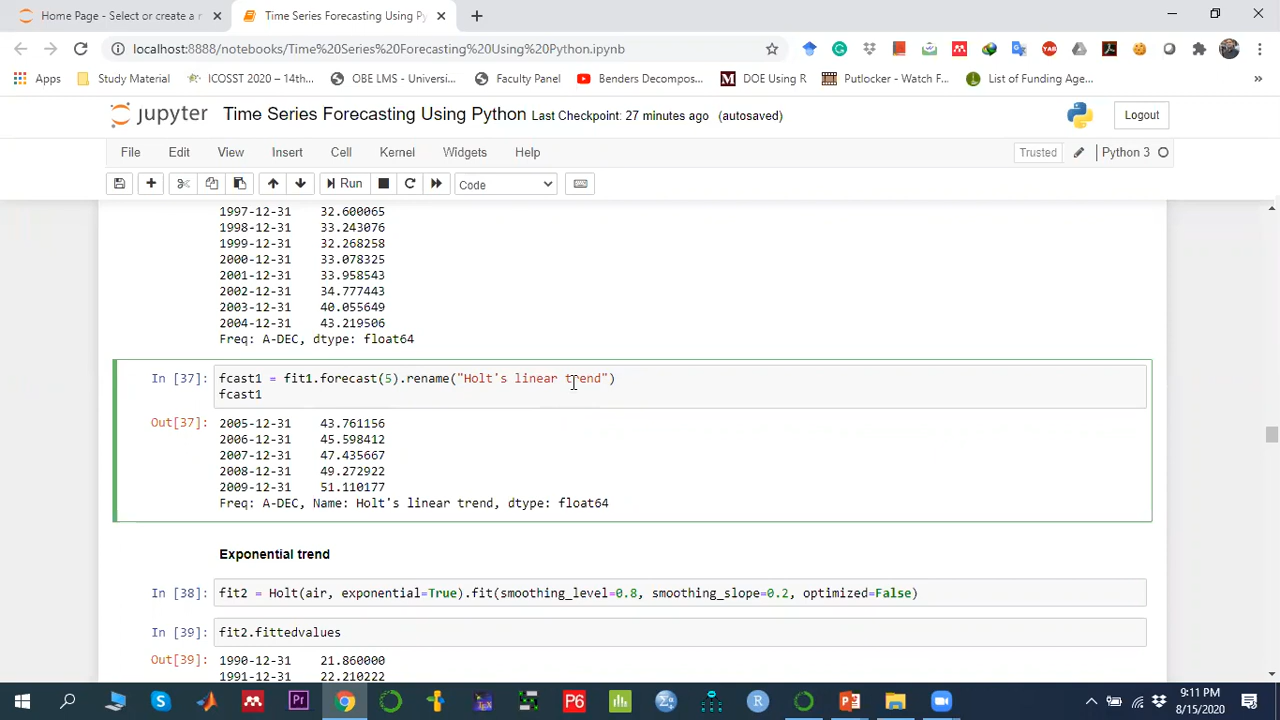 Home Page - Select or create a n
Time Series Forecasting Using Py
localhost:8888/notebooks/Time%20Series%20Forecasting%20Using%20Python.ipynb
Apps
Study Material
ICOSST 2020 – 14th...
OBE LMS - Universi...
Faculty Panel
Benders Decompos...
DOE Using R
Putlocker - Watch F...
List of Funding Age...
»
jupyter Time Series Forecasting Using Python Last Checkpoint: 27 minutes ago (autosaved)
Logout
File Edit View Insert Cell Kernel Widgets Help
Trusted
Python 3
Run
Code
1997-12-31 32.600065
1998-12-31 33.243076
1999-12-31 32.268258
2000-12-31 33.078325
2001-12-31 33.958543
2002-12-31 34.777443
2003-12-31 40.055649
2004-12-31 43.219506
Freq: A-DEC, dtype: float64
In [37]: fcast1 = fit1.forecast(5).rename("Holt's linear trend")
fcast1
Out[37]: 2005-12-31 43.761156
2006-12-31 45.598412
2007-12-31 47.435667
2008-12-31 49.272922
2009-12-31 51.110177
Freq: A-DEC, Name: Holt's linear trend, dtype: float64
Exponential trend
In [38]: fit2 = Holt(air, exponential=True).fit(smoothing_level=0.8, smoothing_slope=0.2, optimized=False)
In [39]: fit2.fittedvalues
Out[39]: 1990-12-31 21.860000
1991-12-31 22.210222
9:11 PM
8/15/2020